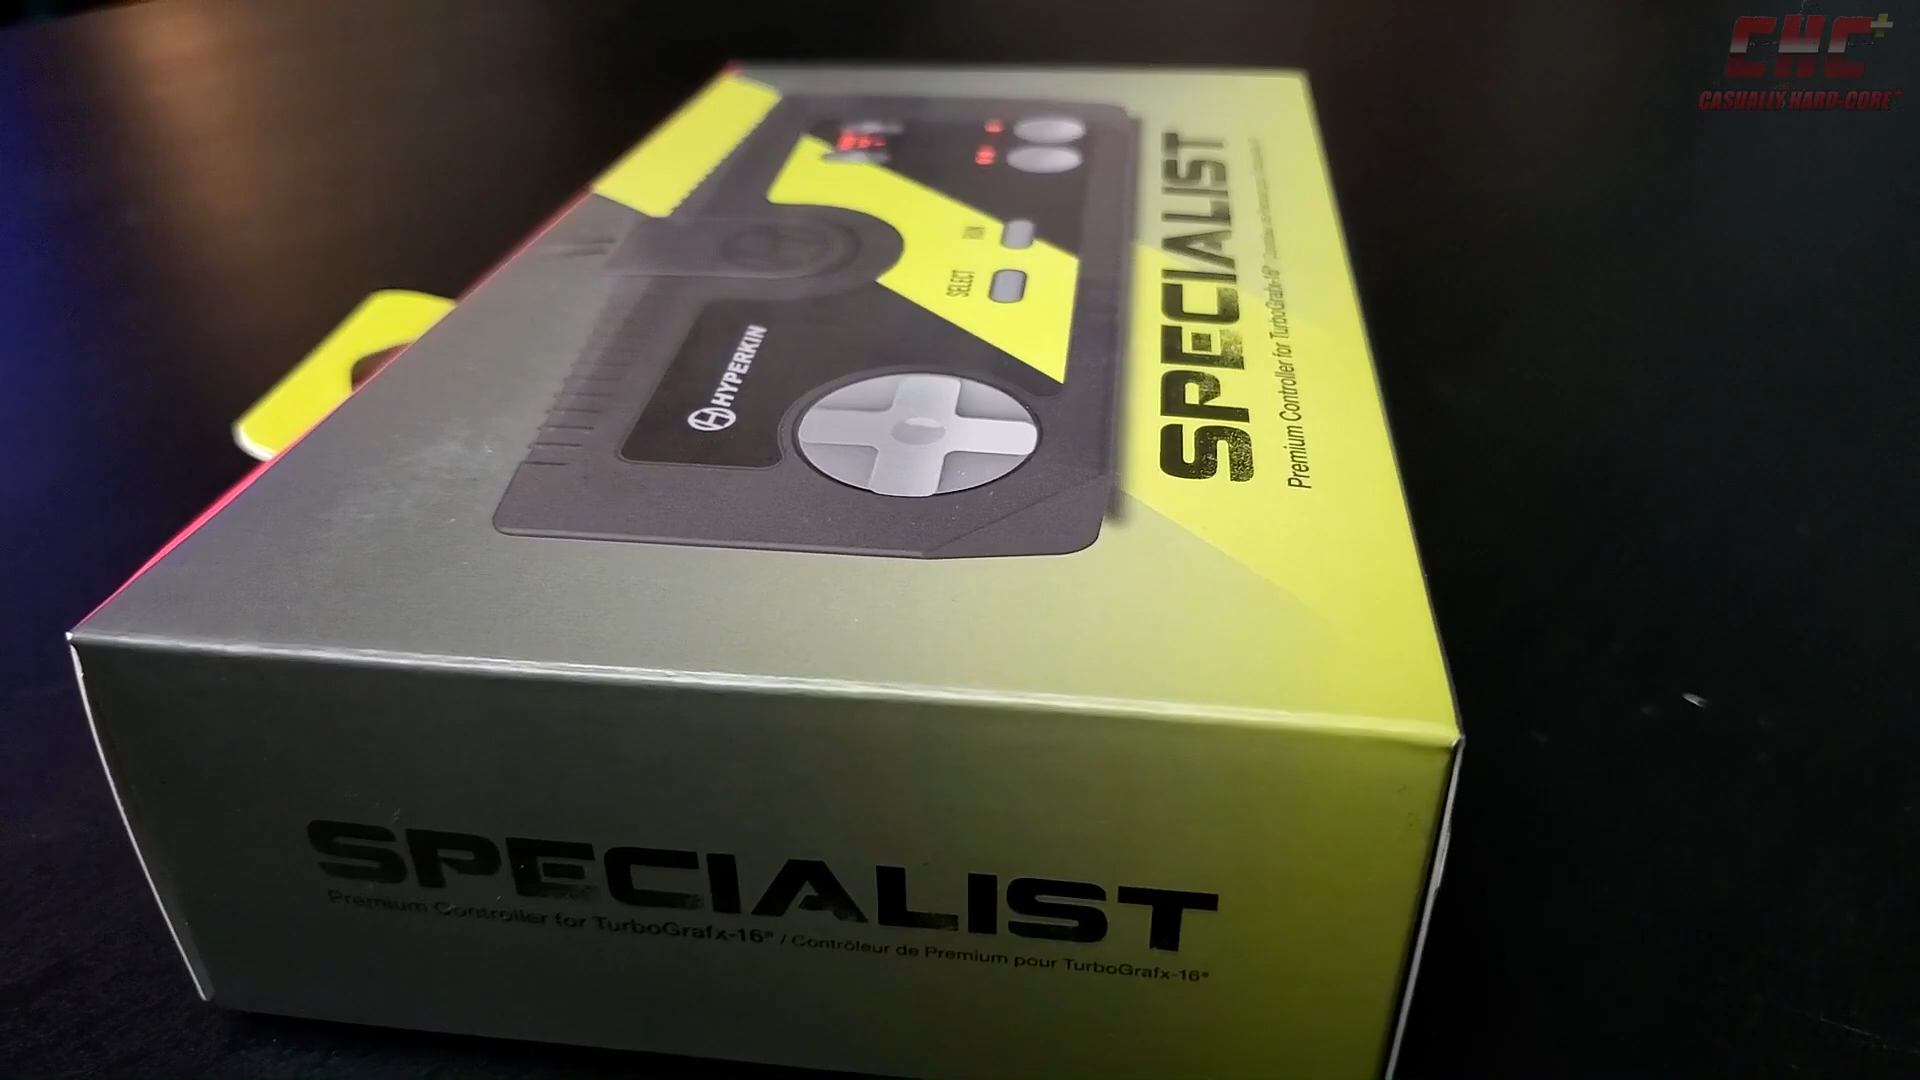 CHC+
CASUALLY HARD-CORE+
SPECIALIST
Premium Controller for TurboGrafx-16®
RUN
SELECT
HYPERKIN
SPECIALIST
Premium Controller for TurboGrafx-16® / Contrôleur de Premium pour TurboGrafx-16®